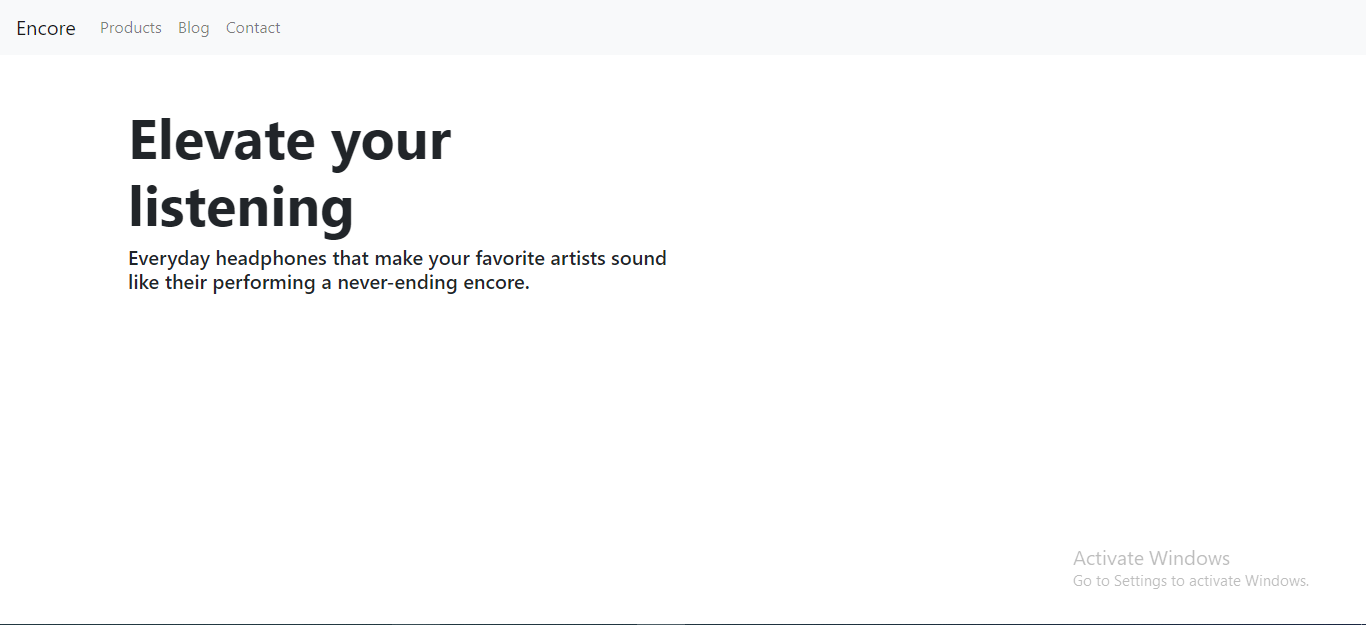 Encore Products Blog Contact
Elevate your
listening
Everyday headphones that make your favorite artists sound
like their performing a never-ending encore.
Activate Windows
Go to Settings to activate Windows.